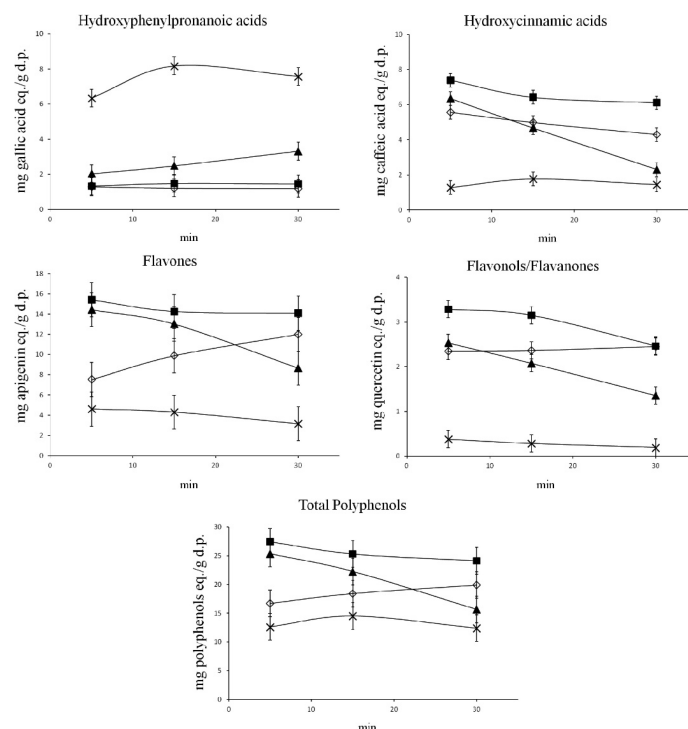 Hydroxyphenylpronanoic acids
mg gallic acid eq./g d.p.
10
8
6
4
2
0
0 10 20 30
min
Hydroxycinnamic acids
mg caffeic acid eq./g d.p.
10
8
6
4
2
0
0 10 20 30
min
Flavones
mg apigenin eq./g d.p.
18
16
14
12
10
8
6
4
2
0
0 10 20 30
min
Flavonols/Flavanones
mg quercetin eq./g d.p.
4
3
2
1
0
0 10 20 30
min
Total Polyphenols
mg polyphenols eq./g d.p.
30
25
20
15
10
5
0
0 10 20 30
min